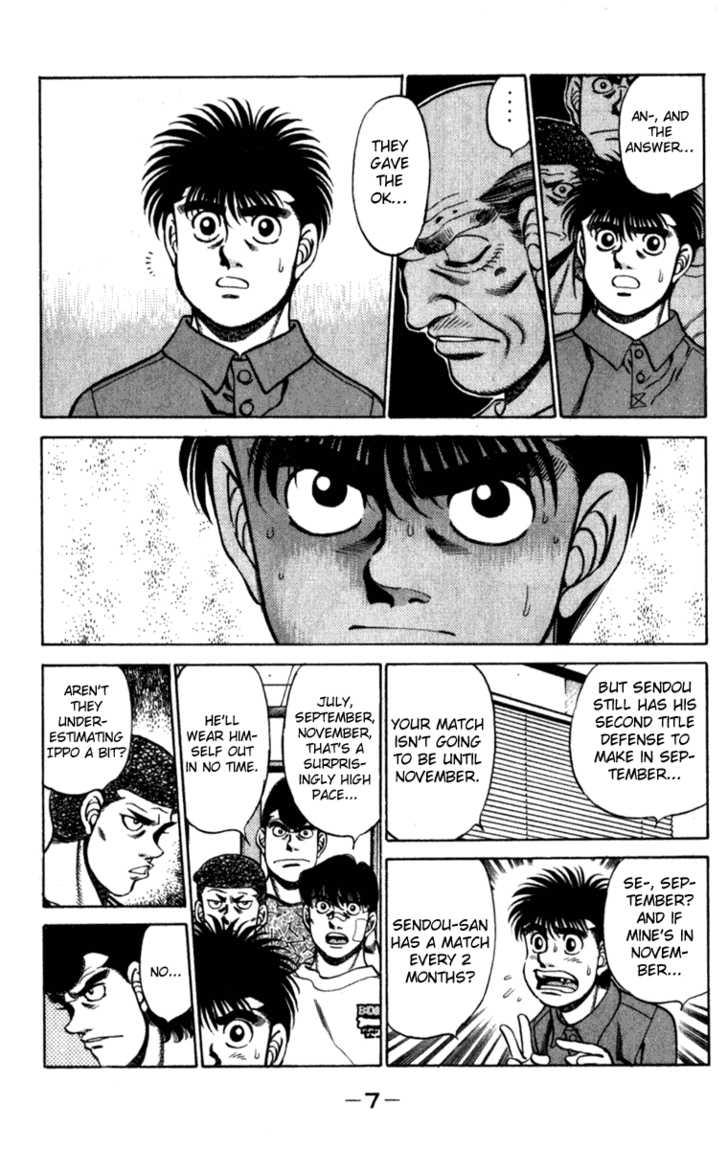 AN-, AND
THE
ANSWER...
...
THEY
GAVE
THE
OK...
BUT SENDOU
STILL HAS HIS
SECOND TITLE
DEFENSE TO
MAKE IN SEP-
TEMBER...
YOUR MATCH
ISN'T GOING
TO BE UNTIL
NOVEMBER.
SE-, SEP-
TEMBER?
AND IF
MINE'S IN
NOVEM-
BER...
SENDOU-SAN
HAS A MATCH
EVERY 2
MONTHS?
JULY,
SEPTEMBER,
NOVEMBER,
THAT'S A
SURPRIS-
INGLY HIGH
PACE...
HE'LL
WEAR HIM-
SELF OUT
IN NO TIME.
AREN'T
THEY
UNDER-
ESTIMATING
IPPO A BIT?
NO...
—7—